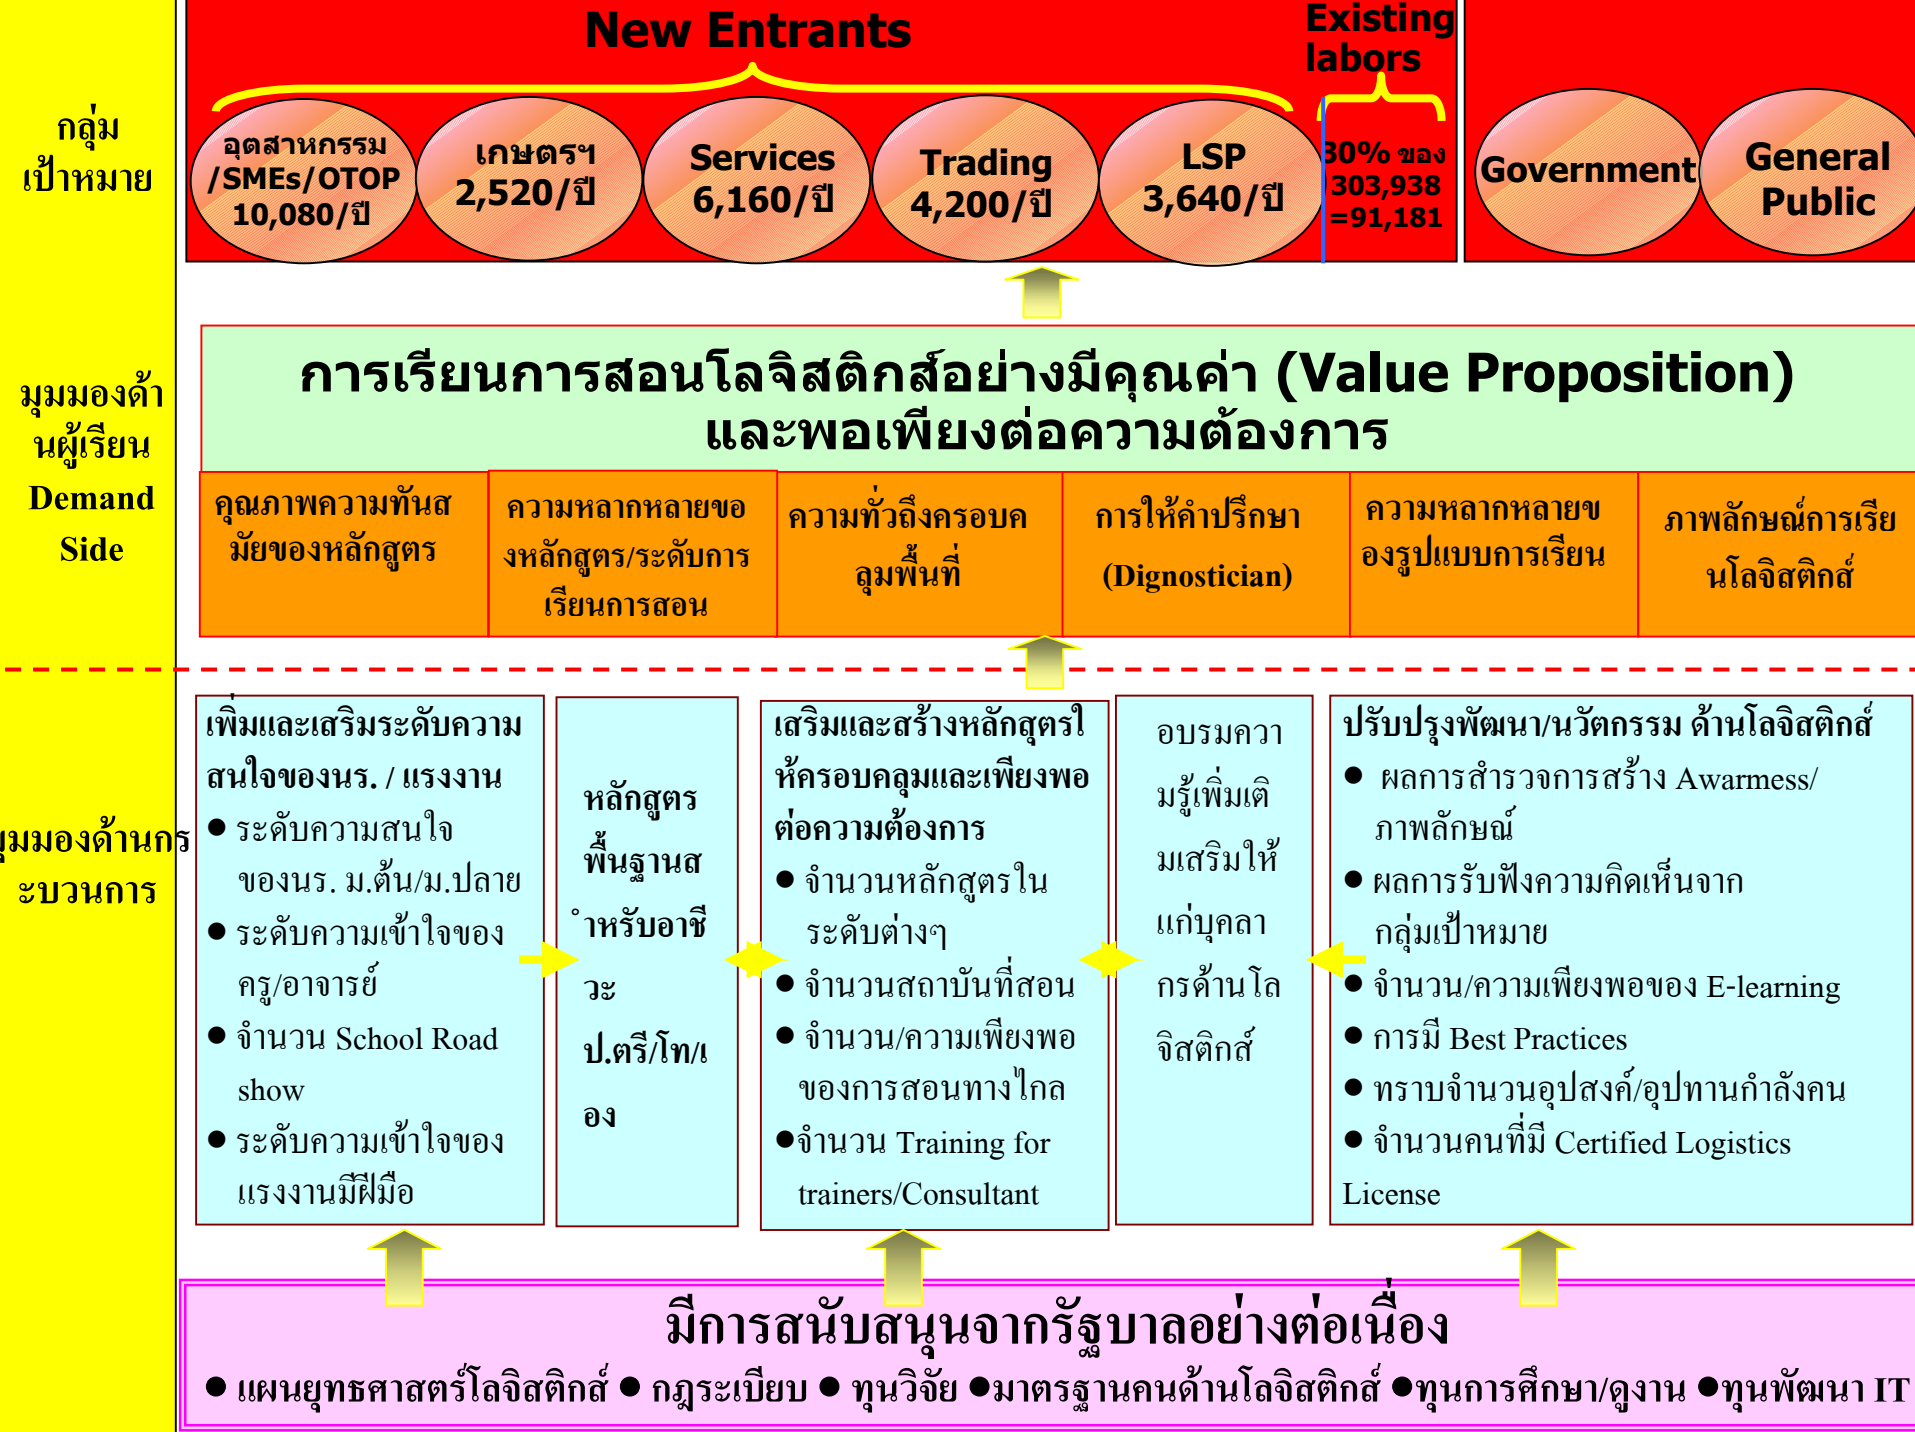 New Entrants
Existing
labors
กลุ่ม
เป้าหมาย
อุตสาหกรรม
/SMEs/OTOP
10,080/ปี
เกษตรฯ
2,520/ปี
Services
6,160/ปี
Trading
4,200/ปี
LSP
3,640/ปี
30% ของ
303,938
=91,181
Government
General
Public
มุมมองด้า
นผู้เรียน
Demand
Side
การเรียนการสอนโลจิสติกส์อย่างมีคุณค่า (Value Proposition)
และพอเพียงต่อความต้องการ
คุณภาพความทันส
มัยของหลักสูตร
ความหลากหลายขอ
งหลักสูตร/ระดับการ
เรียนการสอน
ความทั่วถึงครอบค
ลุมพื้นที่
การให้คำปรึกษา
(Dignostician)
ความหลากหลายข
องรูปแบบการเรียน
ภาพลักษณ์การเรีย
นโลจิสติกส์
มุมมองด้านกร
ะบวนการ
เพิ่มและเสริมระดับความ
สนใจของนร. / แรงงาน
● ระดับความสนใจ
ของนร. ม.ต้น/ม.ปลาย
● ระดับความเข้าใจของ
ครู/อาจารย์
● จำนวน School Road
show
● ระดับความเข้าใจของ
แรงงานมีฝีมือ
หลักสูตร
พื้นฐานส
ำหรับอาชี
วะ
ป.ตรี/โท/เ
อง
เสริมและสร้างหลักสุตรใ
ห้ครอบคลุมและเพียงพอ
ต่อความต้องการ
● จำนวนหลักสูตรใน
ระดับต่างๆ
● จำนวนสถาบันที่สอน
● จำนวน/ความเพียงพอ
ของการสอนทางไกล
●จำนวน Training for
trainers/Consultant
อบรมควา
มรู้เพิ่มเติ
มเสริมให้
แก่บุคลา
กรด้านโล
จิสติกส์
ปรับปรุงพัฒนา/นวัตกรรม ด้านโลจิสติกส์
● ผลการสำรวจการสร้าง Awarmess/
ภาพลักษณ์
● ผลการรับฟังความคิดเห็นจาก
กลุ่มเป้าหมาย
● จำนวน/ความเพียงพอของ E-learning
● การมี Best Practices
● ทราบจำนวนอุปสงค์/อุปทานกำลังคน
● จำนวนคนที่มี Certified Logistics
License
มีการสนับสนุนจากรัฐบาลอย่างต่อเนื่อง
● แผนยุทธศาสตร์โลจิสติกส์ ● กฎระเบียบ ● ทุนวิจัย ●มาตรฐานคนด้านโลจิสติกส์ ●ทุนการศึกษา/ดูงาน ●ทุนพัฒนา IT